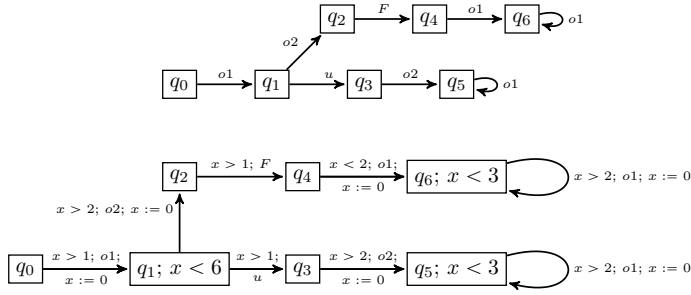 q2 F q4 o1 q6 o1
o2
q0 o1 q1 u q3 o2 q5 o1
q2 x > 1; F q4 x < 2; o1; x := 0 q6; x < 3 x > 2; o1; x := 0
x > 2; o2; x := 0
q0 x > 1; o1; x := 0 q1; x < 6 x > 1; u q3 x > 2; o2; x := 0 q5; x < 3 x > 2; o1; x := 0